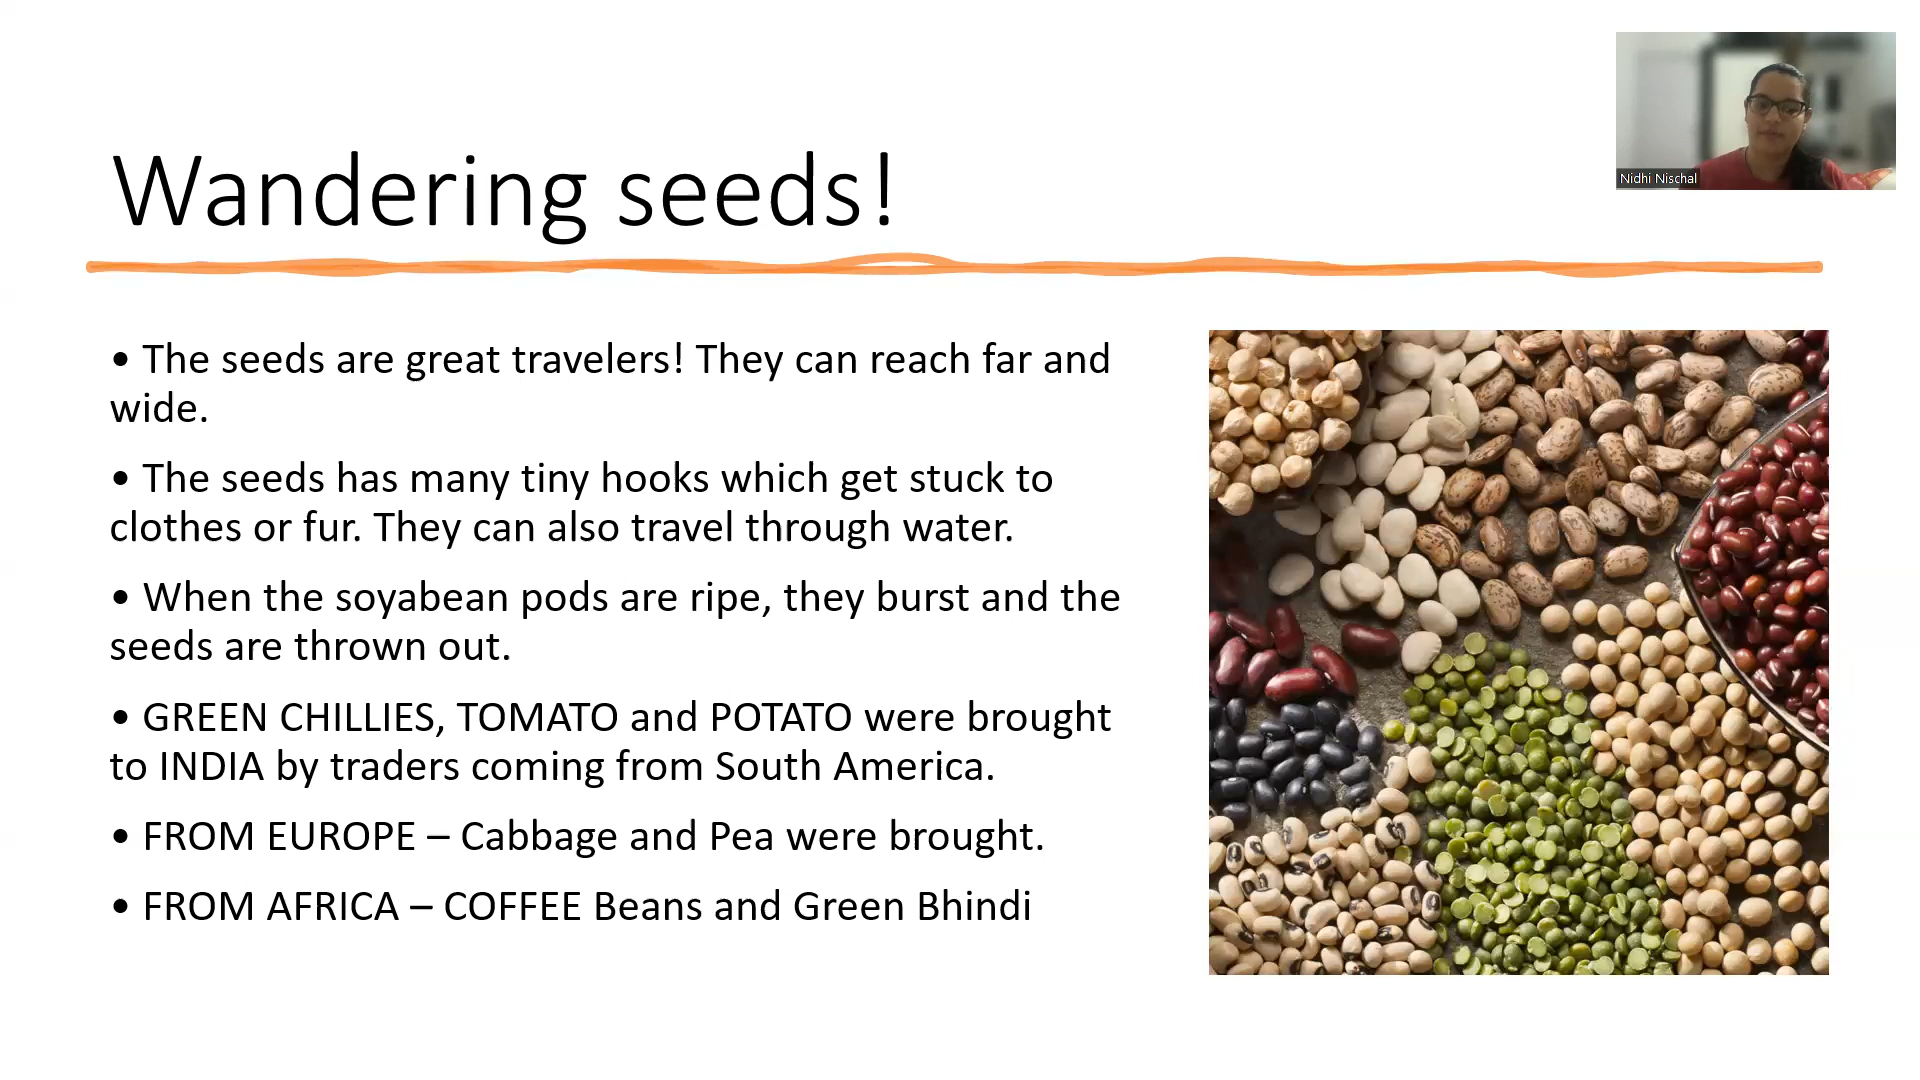 Nidhi Nischal
Wandering seeds!
• The seeds are great travelers! They can reach far and
wide.
• The seeds has many tiny hooks which get stuck to
clothes or fur. They can also travel through water.
• When the soyabean pods are ripe, they burst and the
seeds are thrown out.
• GREEN CHILLIES, TOMATO and POTATO were brought
to INDIA by traders coming from South America.
• FROM EUROPE – Cabbage and Pea were brought.
• FROM AFRICA – COFFEE Beans and Green Bhindi